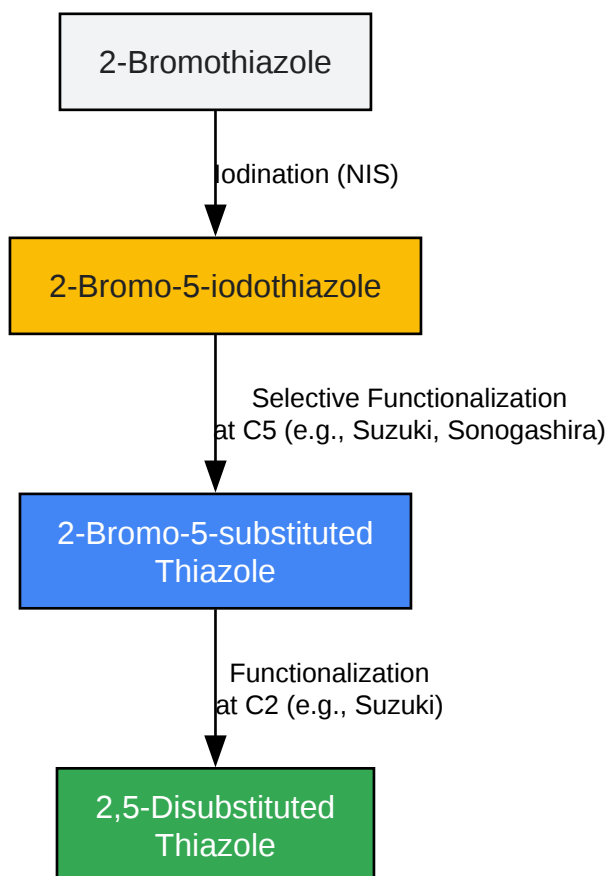 2-Bromothiazole
Iodination (NIS)
2-Bromo-5-iodothiazole
Selective Functionalization
at C5 (e.g., Suzuki, Sonogashira)
2-Bromo-5-substituted
Thiazole
Functionalization
at C2 (e.g., Suzuki)
2,5-Disubstituted
Thiazole